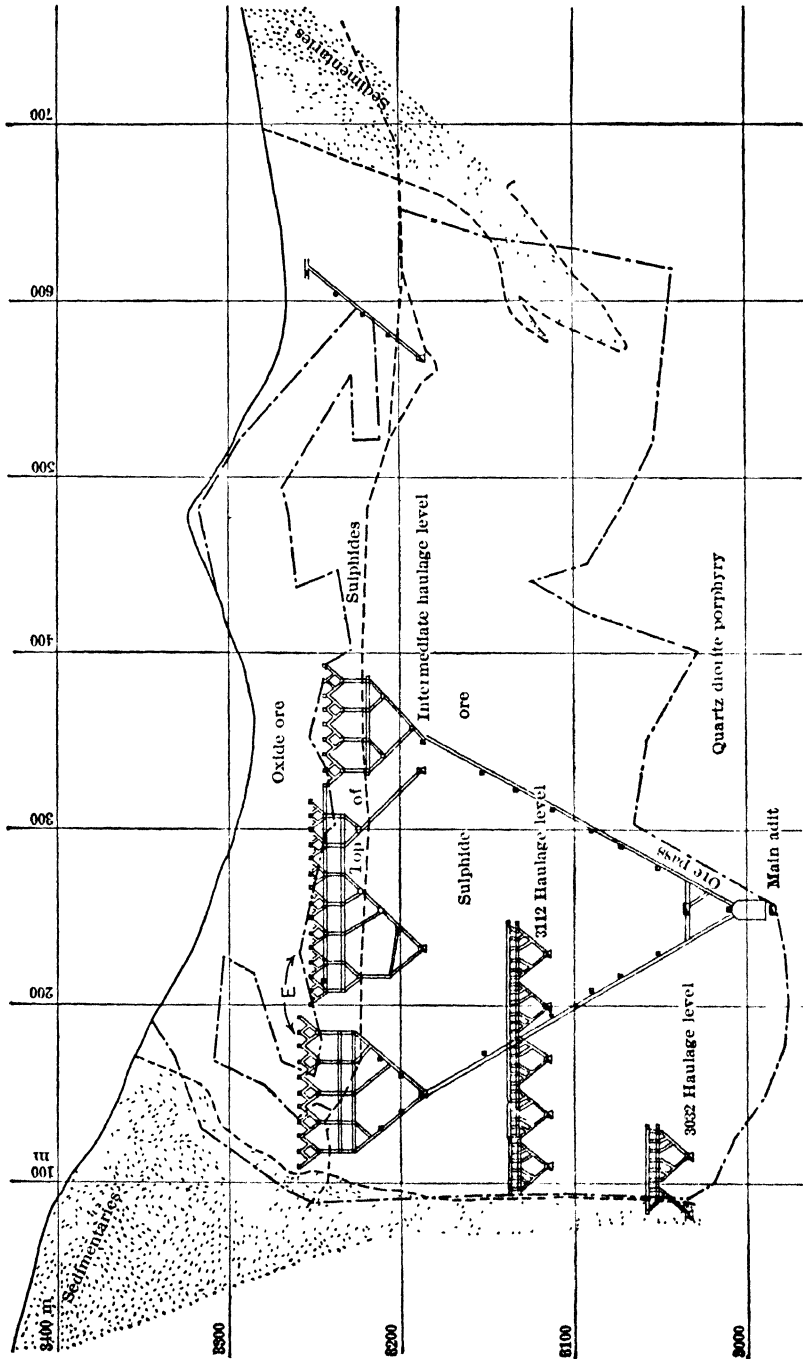 3400 m
3300
3200
3100
3000
m
100
200
300
400
500
600
700
Sedimentaries
Sedimentaries
Oxide ore
E
Top of Sulphides
Intermediate haulage level
Sulphide ore
3112 Haulage level
Ore pass
Quartz diorite porphyry
Main adit
3032 Haulage level